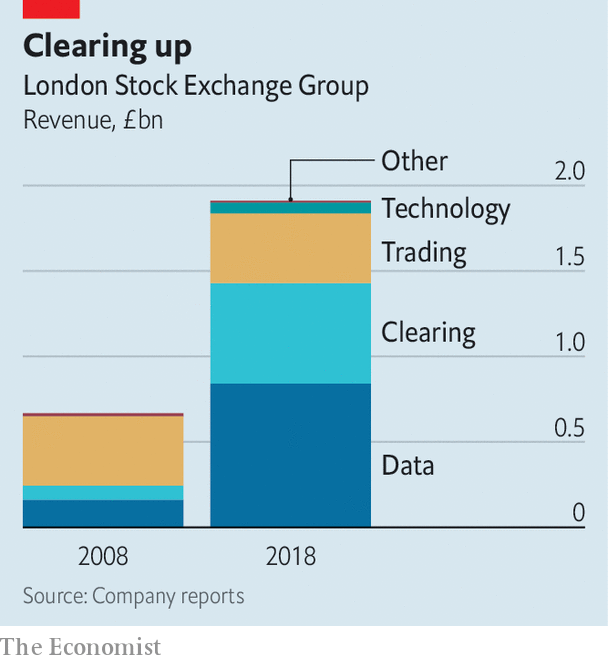 Clearing up
London Stock Exchange Group
Revenue, £bn
Other
2.0
Technology
Trading
1.5
Clearing
1.0
0.5
Data
0
2008 2018
Source: Company reports
The Economist